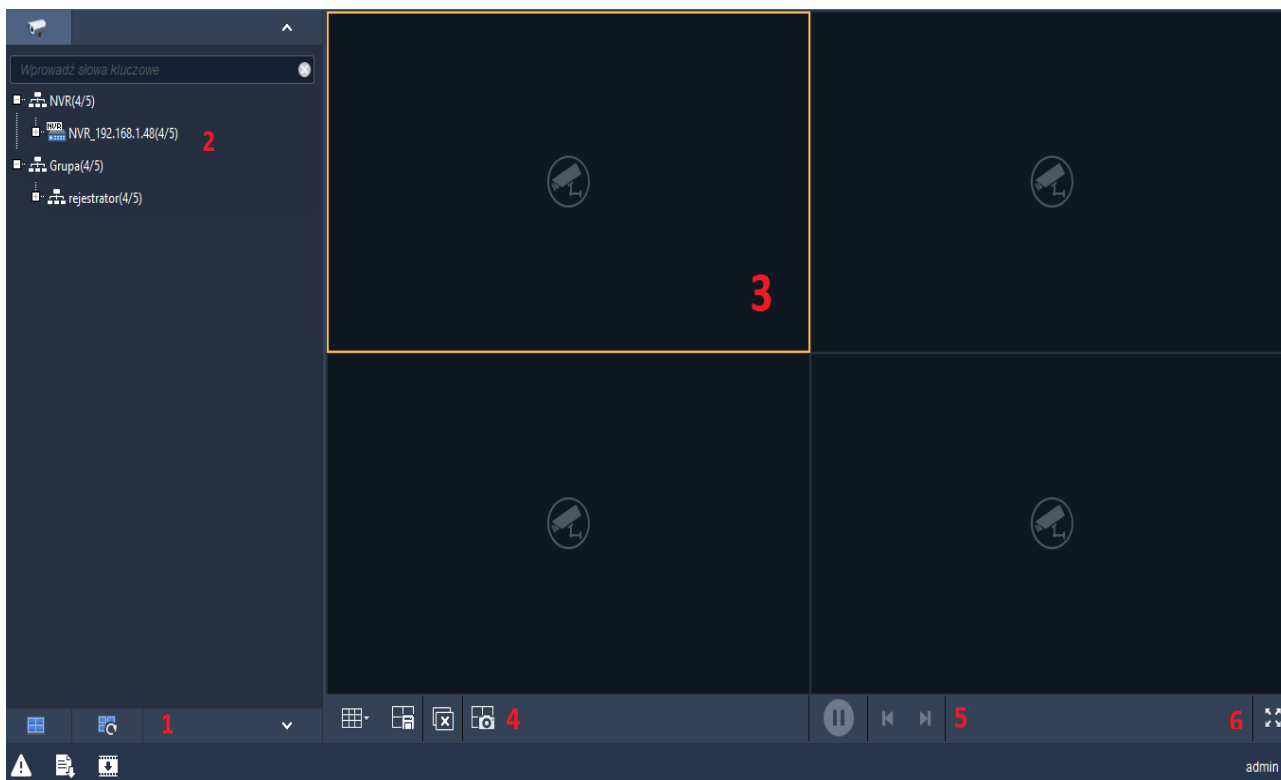 Wprowadź słowa kluczowe
NVR(4/5)
NVR
NVR_192.168.1.48(4/5)
2
Grupa(4/5)
rejestrator(4/5)
3
1
4
5
6
admin